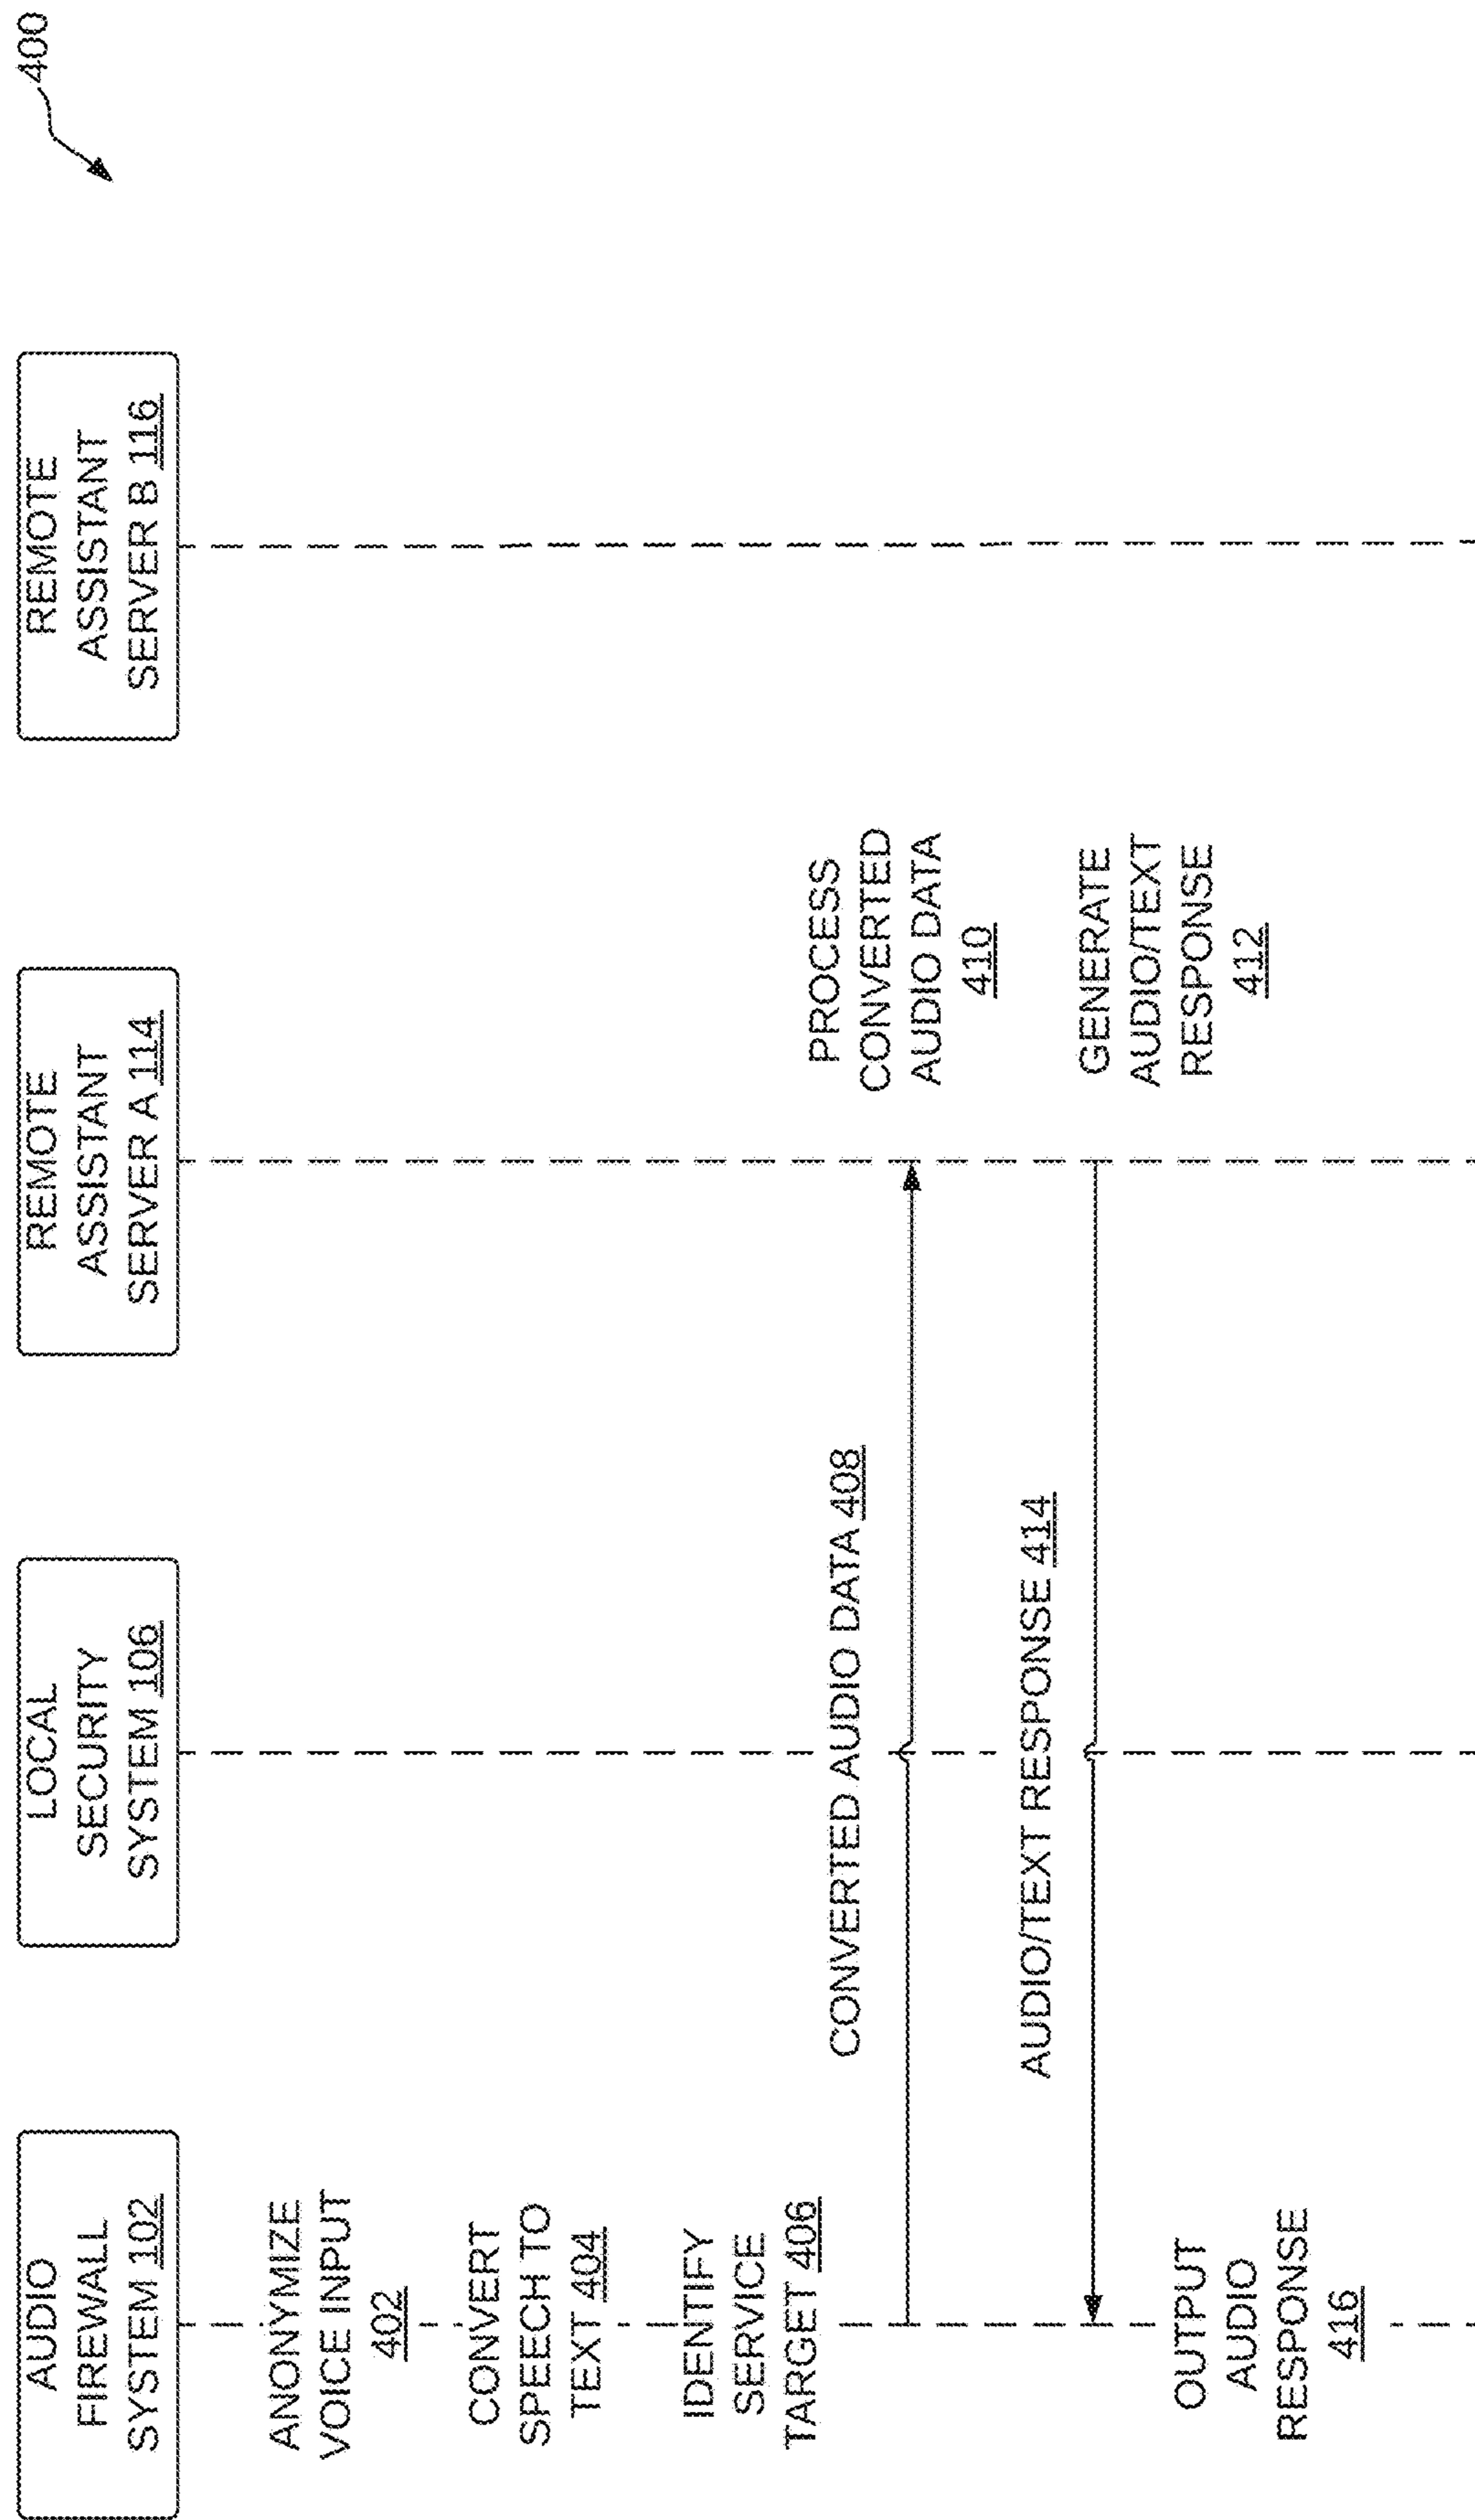 400
AUDIO
FIREWALL
SYSTEM 102
LOCAL
SECURITY
SYSTEM 106
REMOTE
ASSISTANT
SERVER A 114
REMOTE
ASSISTANT
SERVER B 116
ANONYMIZE
VOICE INPUT
402
CONVERT
SPEECH TO
TEXT 404
IDENTIFY
SERVICE
TARGET 406
CONVERTED AUDIO DATA 408
PROCESS
CONVERTED
AUDIO DATA
410
GENERATE
AUDIO/TEXT
RESPONSE
412
AUDIO/TEXT RESPONSE 414
OUTPUT
AUDIO
RESPONSE
416